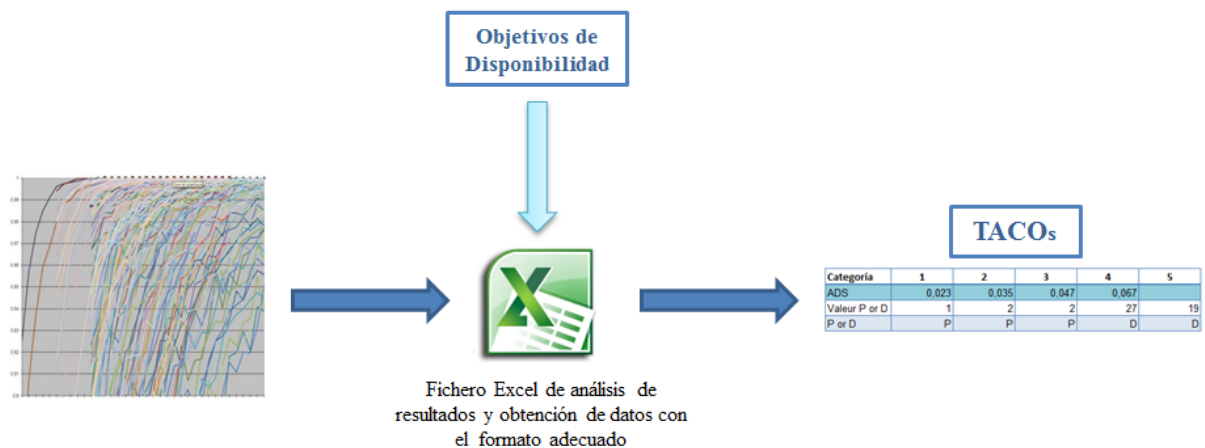 Objetivos de
Disponibilidad
TACOs
Categoría 1 2 3 4 5
ADS 0,023 0,035 0,047 0,067
Valeur P or D 1 2 2 27 19
P or D P P P D D
Fichero Excel de análisis de
resultados y obtención de datos con
el formato adecuado